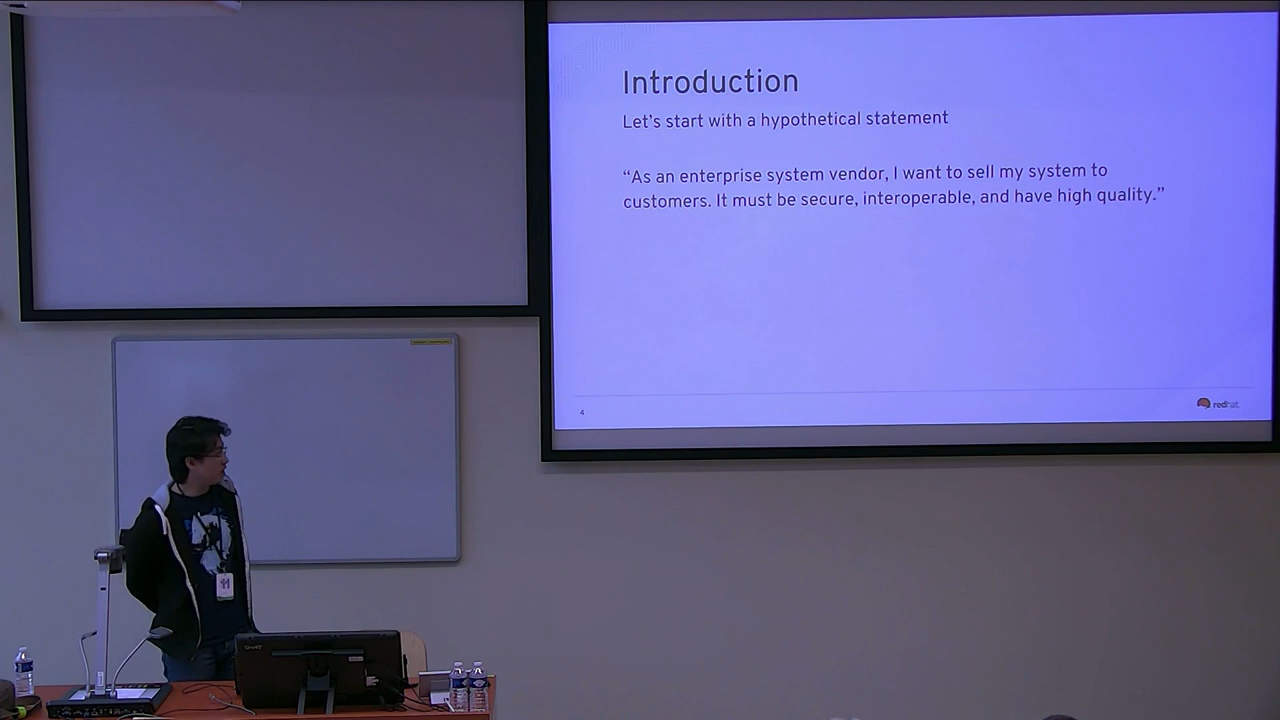 Introduction
Let's start with a hypothetical statement
“As an enterprise system vendor, I want to sell my system to
customers. It must be secure, interoperable, and have high quality.”
4
redhat
SMART